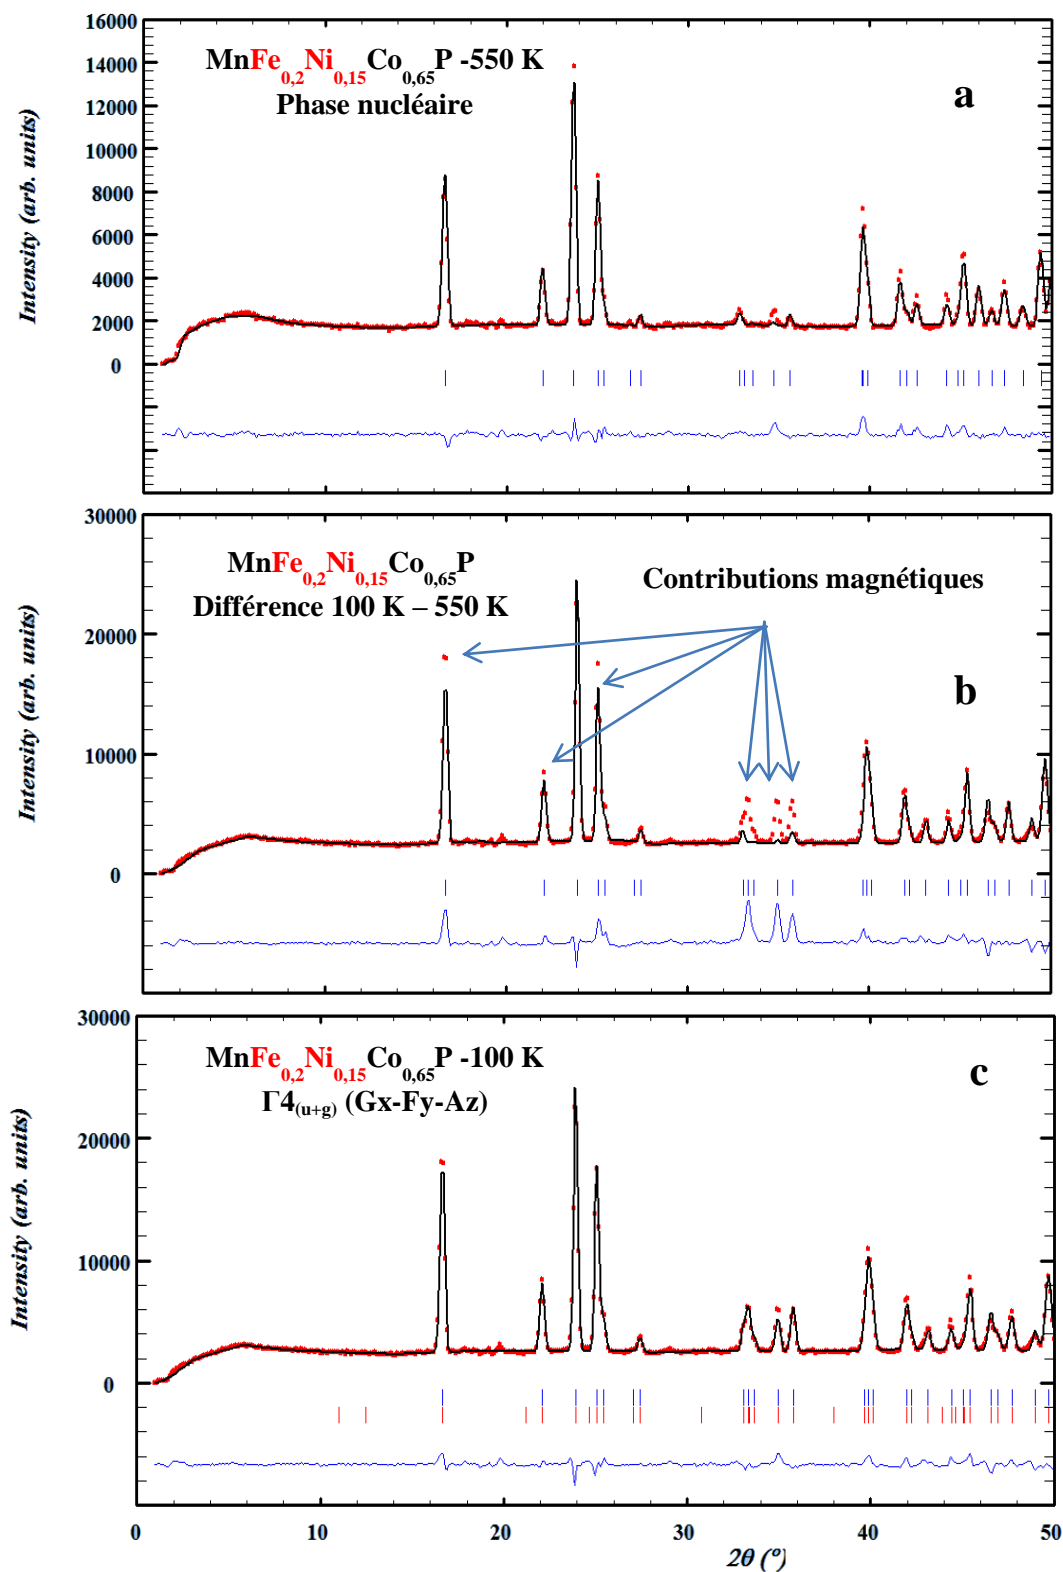 16000
14000
12000
10000
8000
6000
4000
2000
0
Intensity (arb. units)
MnFe0,2Ni0,15Co0,65P -550 K
Phase nucléaire
a
30000
20000
10000
0
Intensity (arb. units)
MnFe0,2Ni0,15Co0,65P
Différence 100 K – 550 K
Contributions magnétiques
b
30000
20000
10000
0
Intensity (arb. units)
MnFe0,2Ni0,15Co0,65P -100 K
Γ4(u+g) (Gx-Fy-Az)
c
0 10 20 30 40 50
2θ (°)